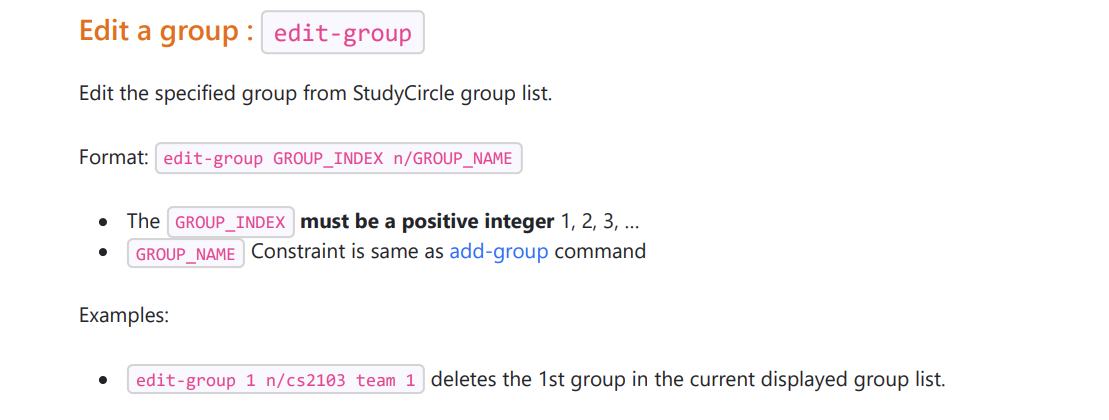 Edit a group : edit-group
Edit the specified group from StudyCircle group list.
Format: edit-group GROUP_INDEX n/GROUP_NAME
The GROUP_INDEX must be a positive integer 1, 2, 3, ...
GROUP_NAME Constraint is same as add-group command
Examples:
edit-group 1 n/cs2103 team 1 deletes the 1st group in the current displayed group list.